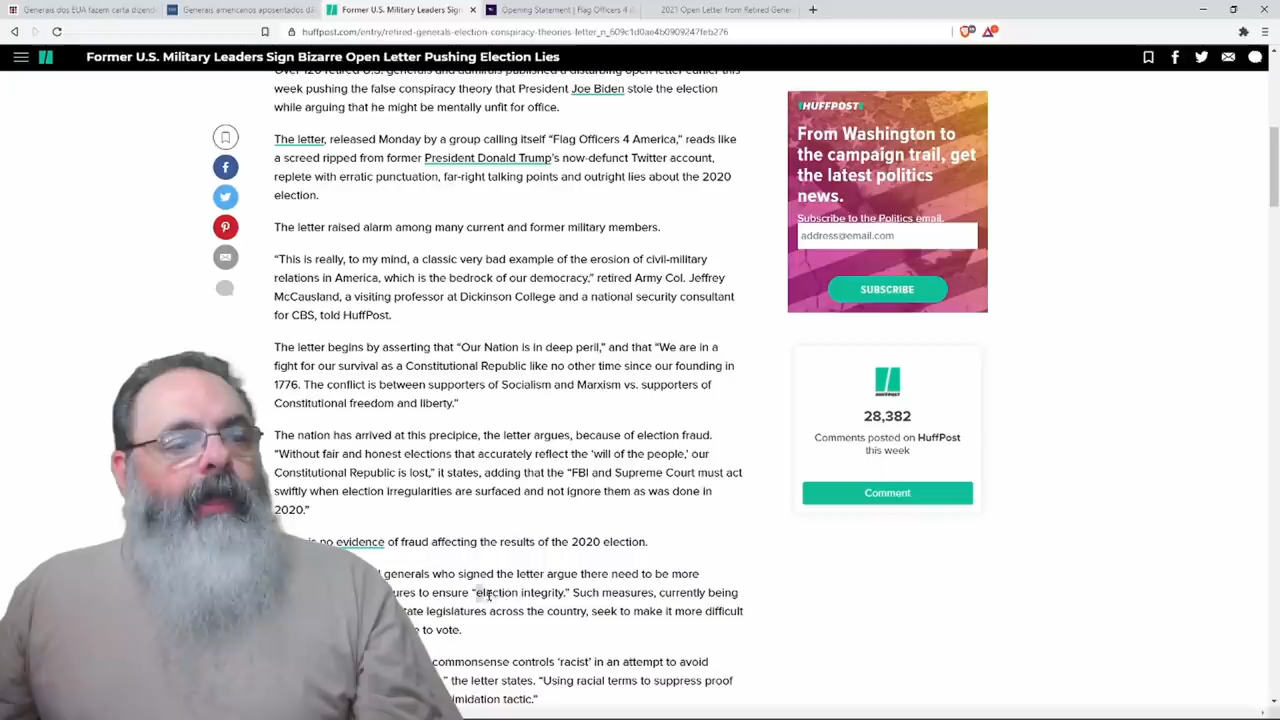 Generais dos EUA fazem carta dizend
Generais americanos aposentados dã
Former U.S. Military Leaders Sign
Opening Statement | Flag Officers 4 A
2021 Open Letter from Retired Gener
huffpost.com/entry/retired-generals-election-conspiracy-theories-letter_n_609c1d0ae4b0909247feb276
Former U.S. Military Leaders Sign Bizarre Open Letter Pushing Election Lies
Over 120 retired U.S. generals and admirals published a disturbing open letter earlier this
week pushing the false conspiracy theory that President Joe Biden stole the election
while arguing that he might be mentally unfit for office.
The letter, released Monday by a group calling itself “Flag Officers 4 America,” reads like
a screed ripped from former President Donald Trump’s now-defunct Twitter account,
replete with erratic punctuation, far-right talking points and outright lies about the 2020
election.
The letter raised alarm among many current and former military members.
“This is really, to my mind, a classic very bad example of the erosion of civil-military
relations in America, which is the bedrock of our democracy,” retired Army Col. Jeffrey
McCausland, a visiting professor at Dickinson College and a national security consultant
for CBS, told HuffPost.
The letter begins by asserting that “Our Nation is in deep peril,” and that “We are in a
fight for our survival as a Constitutional Republic like no other time since our founding in
1776. The conflict is between supporters of Socialism and Marxism vs. supporters of
Constitutional freedom and liberty.”
The nation has arrived at this precipice, the letter argues, because of election fraud.
“Without fair and honest elections that accurately reflect the ‘will of the people,’ our
Constitutional Republic is lost,” it states, adding that the “FBI and Supreme Court must act
swiftly when election irregularities are surfaced and not ignore them as was done in
2020.”
is no evidence of fraud affecting the results of the 2020 election.
generals who signed the letter argue there need to be more
ures to ensure “election integrity.” Such measures, currently being
tate legislatures across the country, seek to make it more difficult
e to vote.
commonsense controls ‘racist’ in an attempt to avoid
” the letter states. “Using racial terms to suppress proof
imidation tactic.”
HUFFPOST
From Washington to
the campaign trail, get
the latest politics
news.
Subscribe to the Politics email.
address@email.com
SUBSCRIBE
HUFFPOST
28,382
Comments posted on HuffPost
this week
Comment